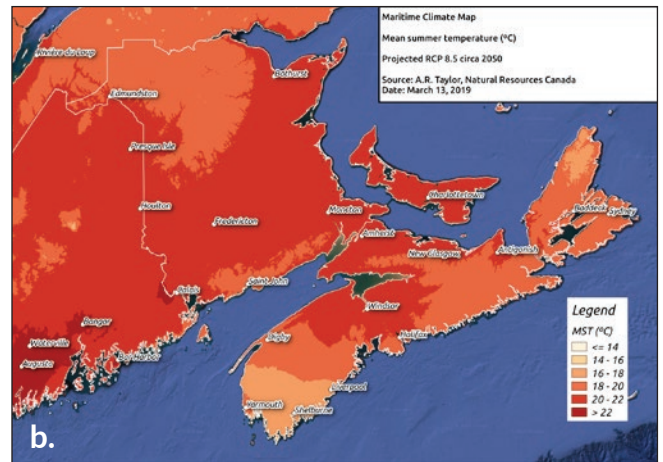 Maritime Climate Map
Mean summer temperature (°C)
Projected RCP 8.5 circa 2050
Source: A.R. Taylor, Natural Resources Canada
Date: March 13, 2019
Rivière du Loup
Bathurst
Edmundston
Presque Isle
Charlottetown
Houlton
Fredericton
Moncton
Amherst
Baddeck
Sydney
New Glasgow
Antigonish
Calais
Saint John
Windsor
Bangor
Waterville
Bar Harbor
Digby
Halifax
Augusta
Liverpool
Yarmouth
Shelburne
Legend
MST (°C)
<= 14
14 - 16
16 - 18
18 - 20
20 - 22
> 22
b.